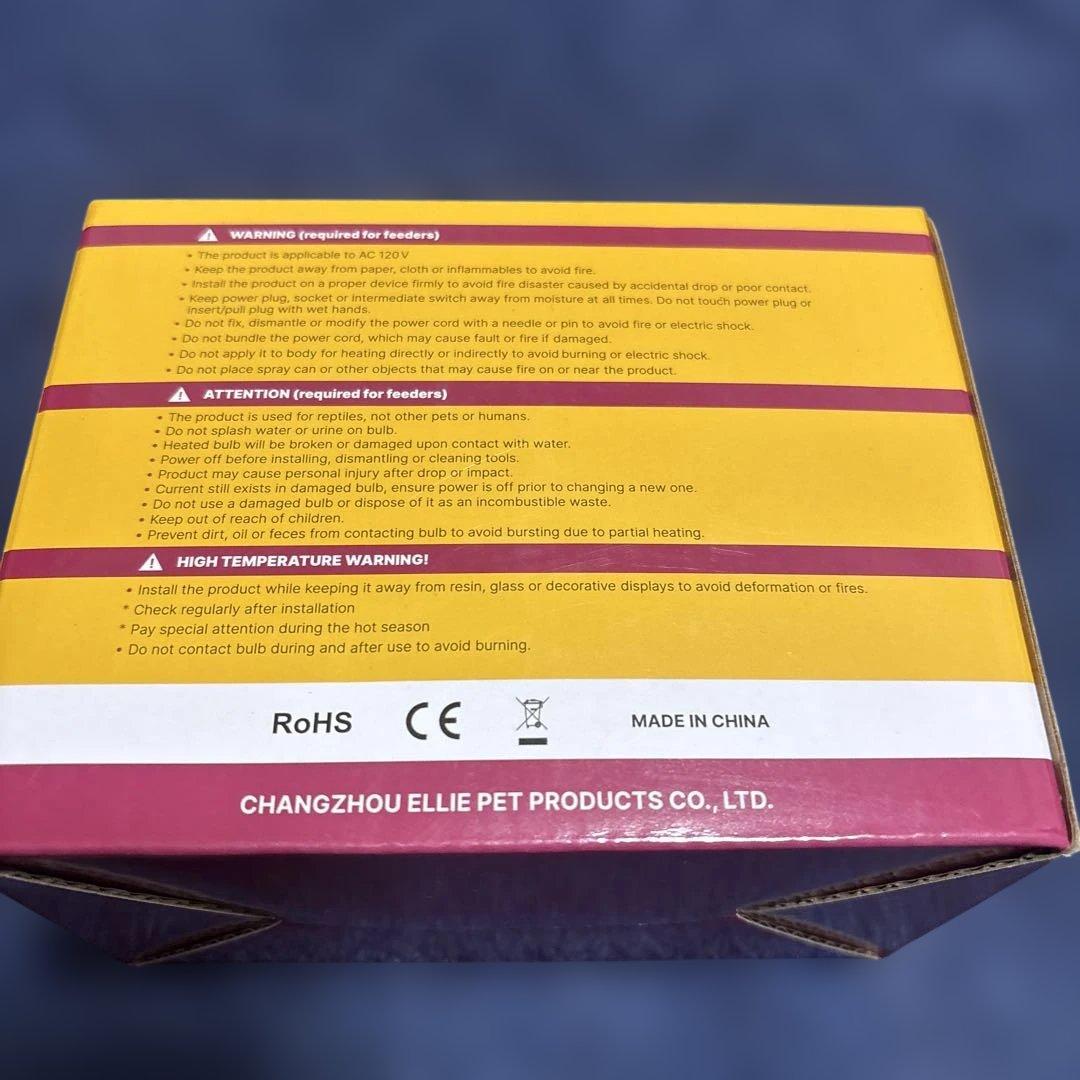 WARNING (required for feeders)
• The product is applicable to AC 120V
• Keep the product away from paper, cloth or inflammables to avoid fire.
• Install the product on a proper device firmly to avoid fire disaster caused by accidental drop or poor contact.
• Keep power plug, socket or intermediate switch away from moisture at all times. Do not touch power plug or
insert/pull plug with wet hands.
• Do not fix, dismantle or modify the power cord with a needle or pin to avoid fire or electric shock.
• Do not bundle the power cord, which may cause fault or fire if damaged.
• Do not apply it to body for heating directly or indirectly to avoid burning or electric shock.
• Do not place spray can or other objects that may cause fire on or near the product.
ATTENTION (required for feeders)
• The product is used for reptiles, not other pets or humans.
• Do not splash water or urine on bulb.
• Heated bulb will be broken or damaged upon contact with water.
• Power off before installing, dismantling or cleaning tools.
• Product may cause personal injury after drop or impact.
• Current still exists in damaged bulb, ensure power is off prior to changing a new one.
• Do not use a damaged bulb or dispose of it as an incombustible waste.
• Keep out of reach of children.
• Prevent dirt, oil or feces from contacting bulb to avoid bursting due to partial heating.
HIGH TEMPERATURE WARNING!
• Install the product while keeping it away from resin, glass or decorative displays to avoid deformation or fires.
* Check regularly after installation
* Pay special attention during the hot season
• Do not contact bulb during and after use to avoid burning.
RoHS CE MADE IN CHINA
CHANGZHOU ELLIE PET PRODUCTS CO., LTD.